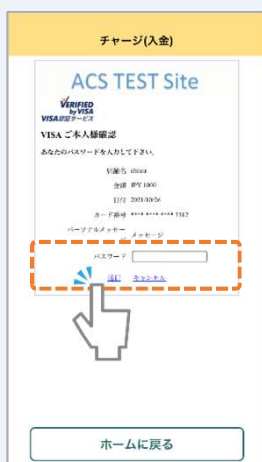 チャージ(入金)
ACS TEST Site
VERIFIED
by VISA
VISA認証サービス
VISA ご本人様確認
あなたのパスワードを入力して下さい。
店舗名
金額 JPY 1000
日付 2021/10/26
カード番号 **** **** **** 3312
パーソナルメッセージ メッセージ
パスワード
送信 キャンセル
ホームに戻る